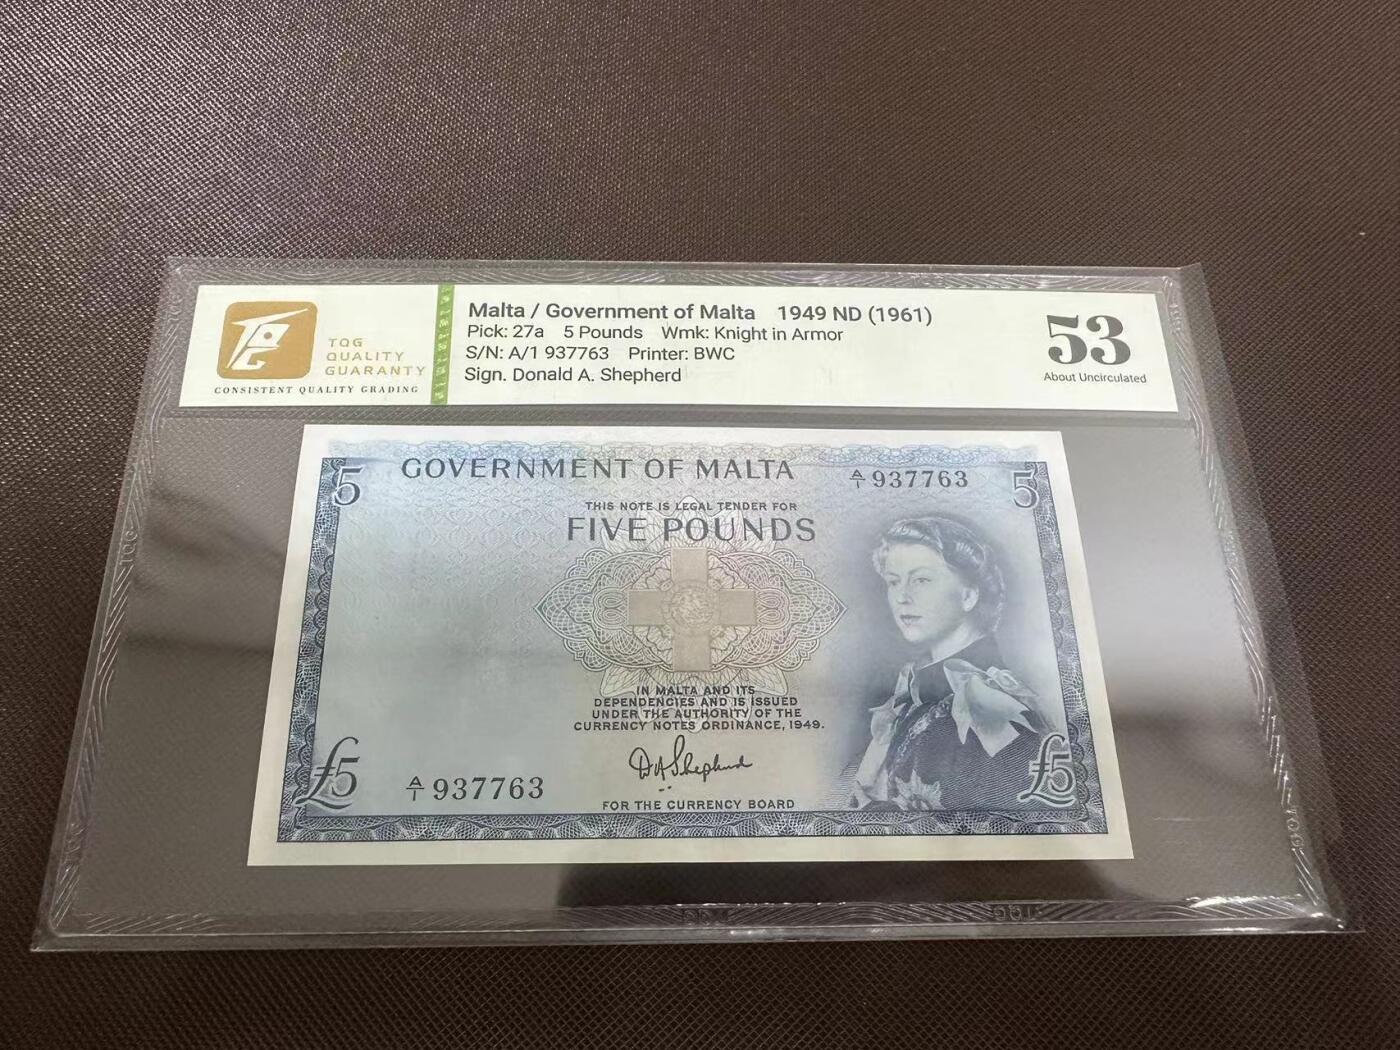 TQG
QUALITY
GUARANTY
CONSISTENT QUALITY GRADING
Malta / Government of Malta 1949 ND (1961)
Pick: 27a 5 Pounds Wmk: Knight in Armor
S/N: A/1 937763 Printer: BWC
Sign. Donald A. Shepherd
53
About Uncirculated
5 GOVERNMENT OF MALTA A/1 937763 5
THIS NOTE IS LEGAL TENDER FOR
FIVE POUNDS
IN MALTA AND ITS
DEPENDENCIES AND IS ISSUED
UNDER THE AUTHORITY OF THE
CURRENCY NOTES ORDINANCE, 1949.
DAShepherd
£5 A/1 937763 £5
FOR THE CURRENCY BOARD